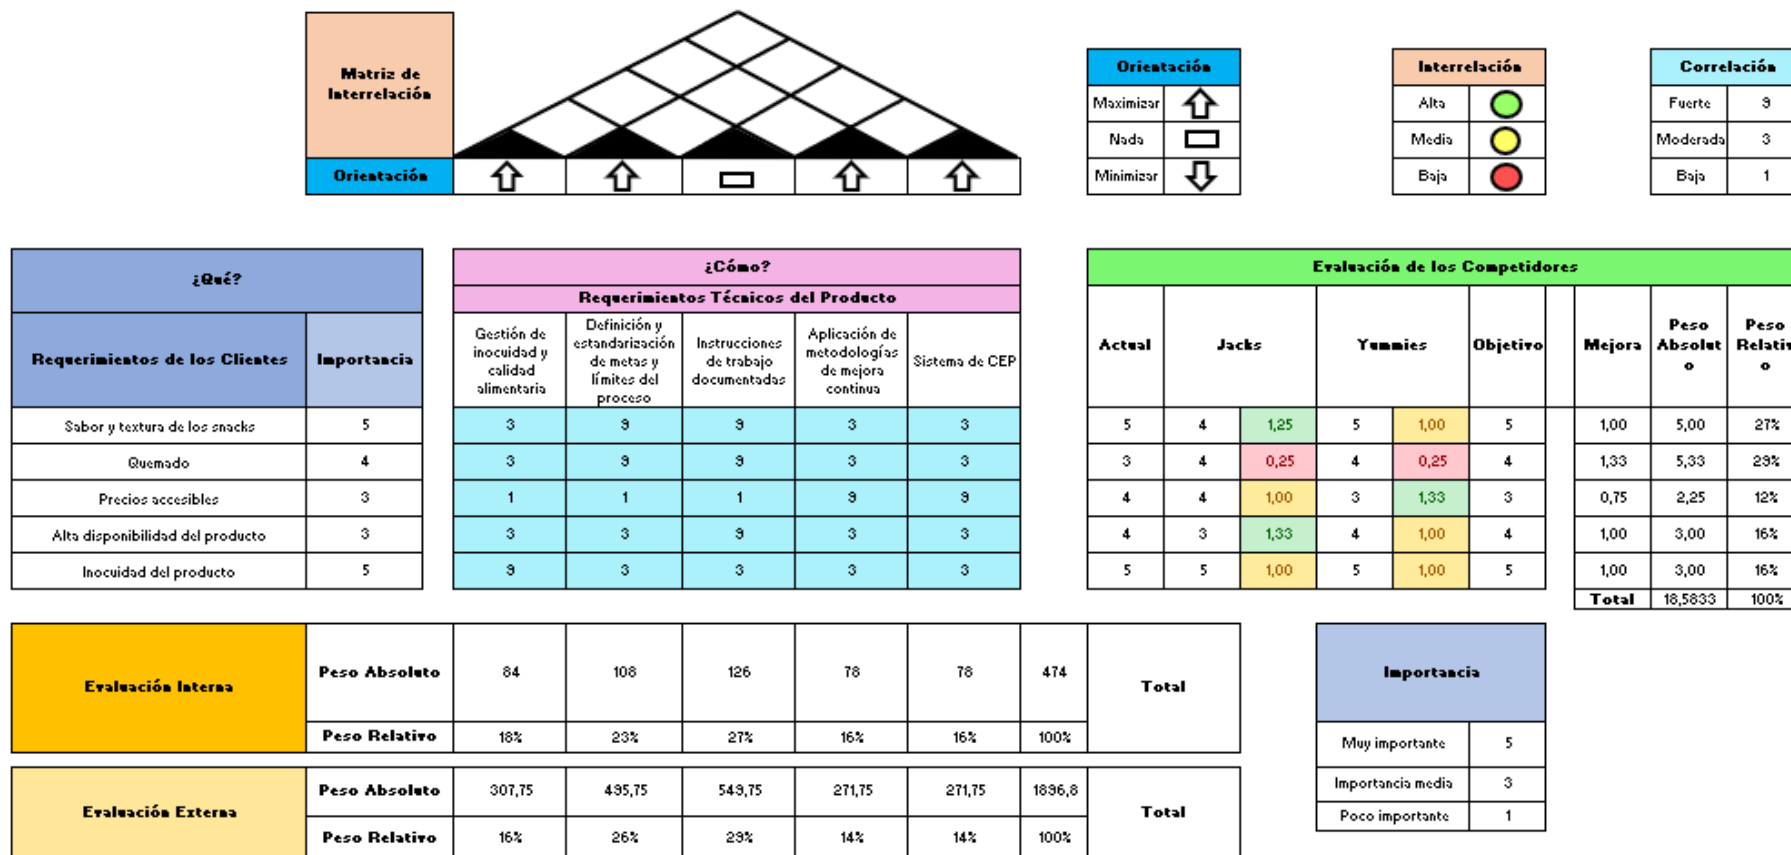 Matriz de
Interrelación
Orientación
Orientación
Maximizar
Nada
Minimizar
Interrelación
Alta
Media
Baja
Correlación
Fuerte 9
Moderada 3
Baja 1
¿Qué?
Requerimientos de los Clientes Importancia
¿Cómo?
Requerimientos Técnicos del Producto
Gestión de
inocuidad y
calidad
alimentaria
Definición y
estandarización
de metas y
límites del
proceso
Instrucciones
de trabajo
documentadas
Aplicación de
metodologías
de mejora
continua
Sistema de CEP
Evaluación de los Competidores
Actual Jacks Yummies Objetivo Mejora
Peso
Absolut
o
Peso
Relativ
o
Sabor y textura de los snacks 5 3 9 9 3 3 5 4 1,25 5 1,00 5 1,00 5,00 27%
Quemado 4 3 9 9 3 3 3 4 0,25 4 0,25 4 1,33 5,33 29%
Precios accesibles 3 1 1 1 9 9 4 4 1,00 3 1,33 3 0,75 2,25 12%
Alta disponibilidad del producto 3 3 3 9 3 3 4 3 1,33 4 1,00 4 1,00 3,00 16%
Inocuidad del producto 5 9 3 3 3 3 5 5 1,00 5 1,00 5 1,00 3,00 16%
Total 18,5833 100%
Evaluación Interna
Peso Absoluto 84 108 126 78 78 474
Total
Peso Relativo 18% 23% 27% 16% 16% 100%
Evaluación Externa
Peso Absoluto 307,75 495,75 549,75 271,75 271,75 1896,8
Total
Peso Relativo 16% 26% 29% 14% 14% 100%
Importancia
Muy importante 5
Importancia media 3
Poco importante 1